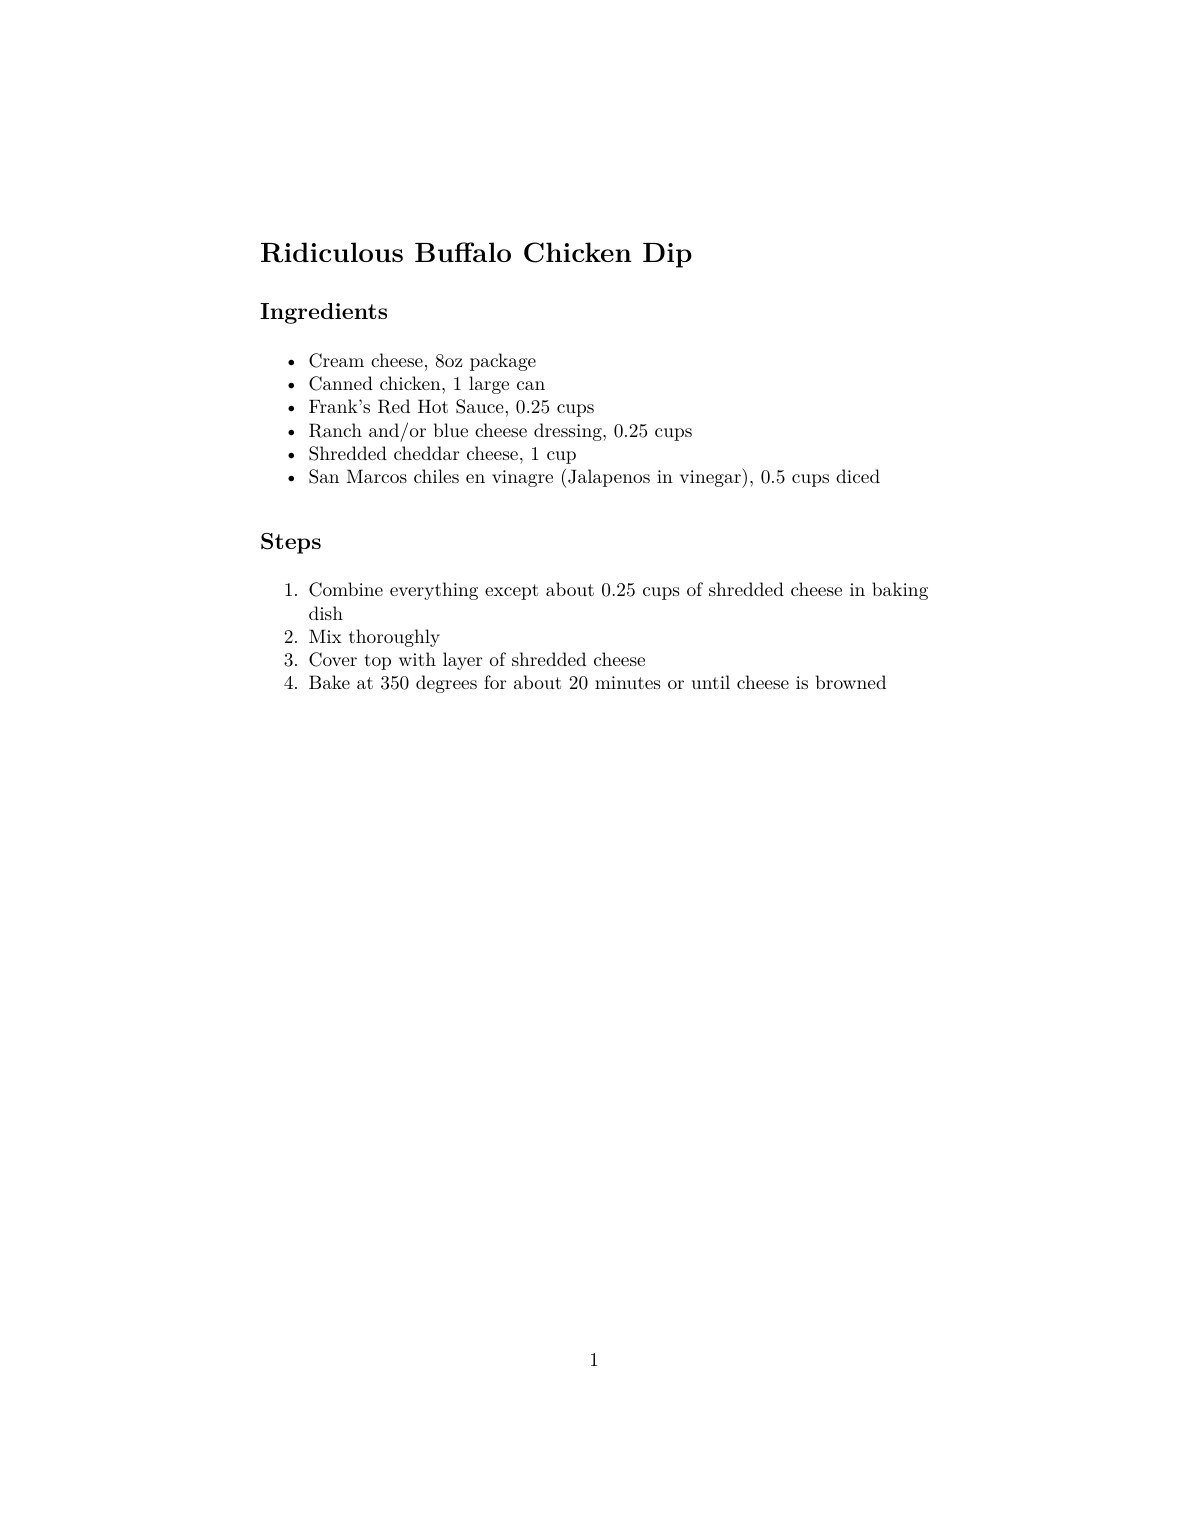 Ridiculous Buffalo Chicken Dip
Ingredients
• Cream cheese, 8oz package
• Canned chicken, 1 large can
• Frank's Red Hot Sauce, 0.25 cups
• Ranch and/or blue cheese dressing, 0.25 cups
• Shredded cheddar cheese, 1 cup
• San Marcos chiles en vinagre (Jalapenos in vinegar), 0.5 cups diced
Steps
1. Combine everything except about 0.25 cups of shredded cheese in baking
dish
2. Mix thoroughly
3. Cover top with layer of shredded cheese
4. Bake at 350 degrees for about 20 minutes or until cheese is browned
1